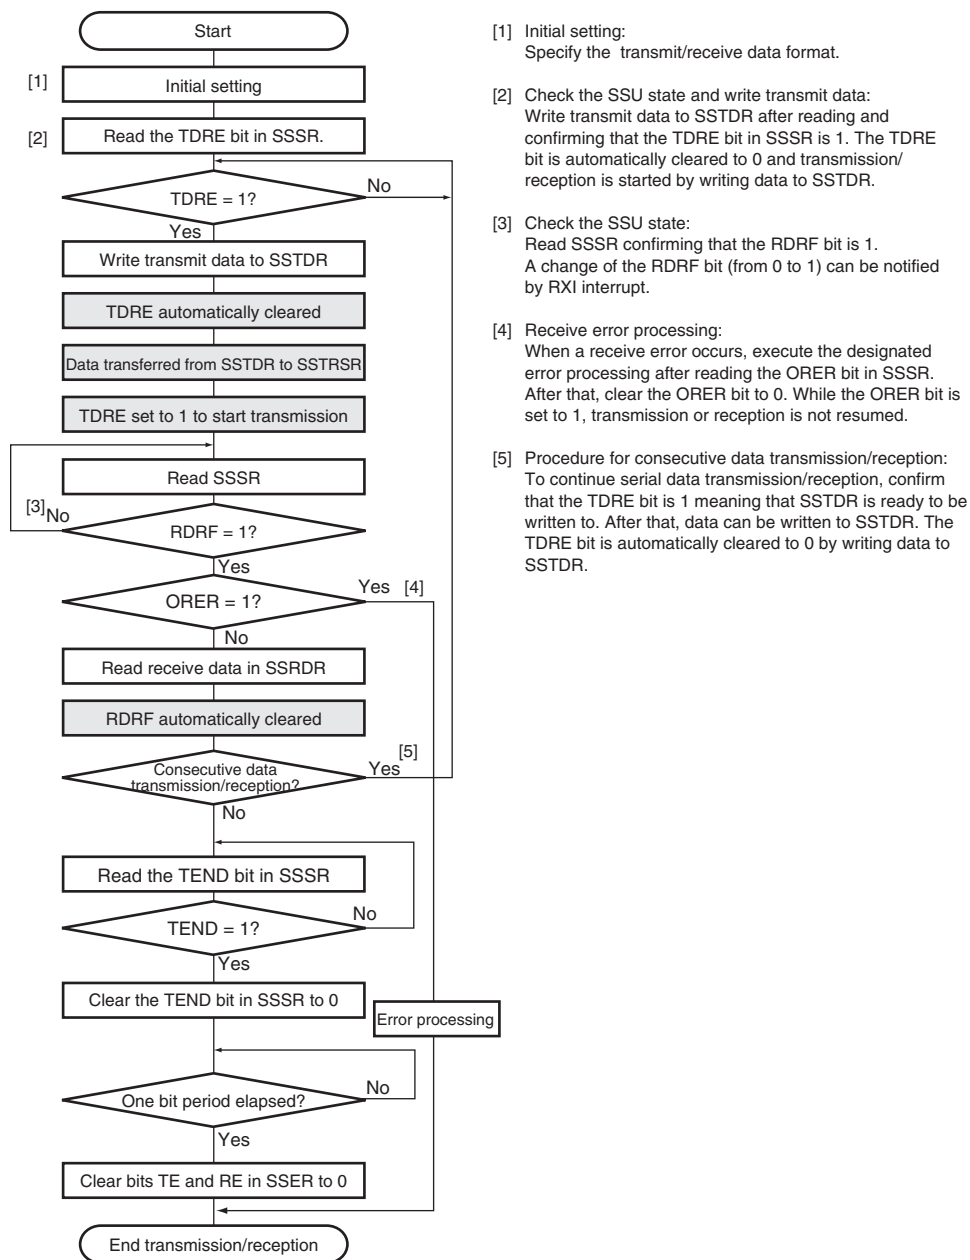 Start
[1]
Initial setting
[2]
Read the TDRE bit in SSSR.
TDRE = 1?
No
Yes
Write transmit data to SSTDR
TDRE automatically cleared
Data transferred from SSTDR to SSTRSR
TDRE set to 1 to start transmission
Read SSSR
[3]
No
RDRF = 1?
Yes
Yes [4]
ORER = 1?
No
Read receive data in SSRDR
RDRF automatically cleared
[5]
Consecutive data
transmission/reception?
Yes
No
Read the TEND bit in SSSR
No
TEND = 1?
Yes
Clear the TEND bit in SSSR to 0
Error processing
No
One bit period elapsed?
Yes
Clear bits TE and RE in SSER to 0
End transmission/reception
[1] Initial setting:
Specify the transmit/receive data format.
[2] Check the SSU state and write transmit data:
Write transmit data to SSTDR after reading and
confirming that the TDRE bit in SSSR is 1. The TDRE
bit is automatically cleared to 0 and transmission/
reception is started by writing data to SSTDR.
[3] Check the SSU state:
Read SSSR confirming that the RDRF bit is 1.
A change of the RDRF bit (from 0 to 1) can be notified
by RXI interrupt.
[4] Receive error processing:
When a receive error occurs, execute the designated
error processing after reading the ORER bit in SSSR.
After that, clear the ORER bit to 0. While the ORER bit is
set to 1, transmission or reception is not resumed.
[5] Procedure for consecutive data transmission/reception:
To continue serial data transmission/reception, confirm
that the TDRE bit is 1 meaning that SSTDR is ready to be
written to. After that, data can be written to SSTDR. The
TDRE bit is automatically cleared to 0 by writing data to
SSTDR.